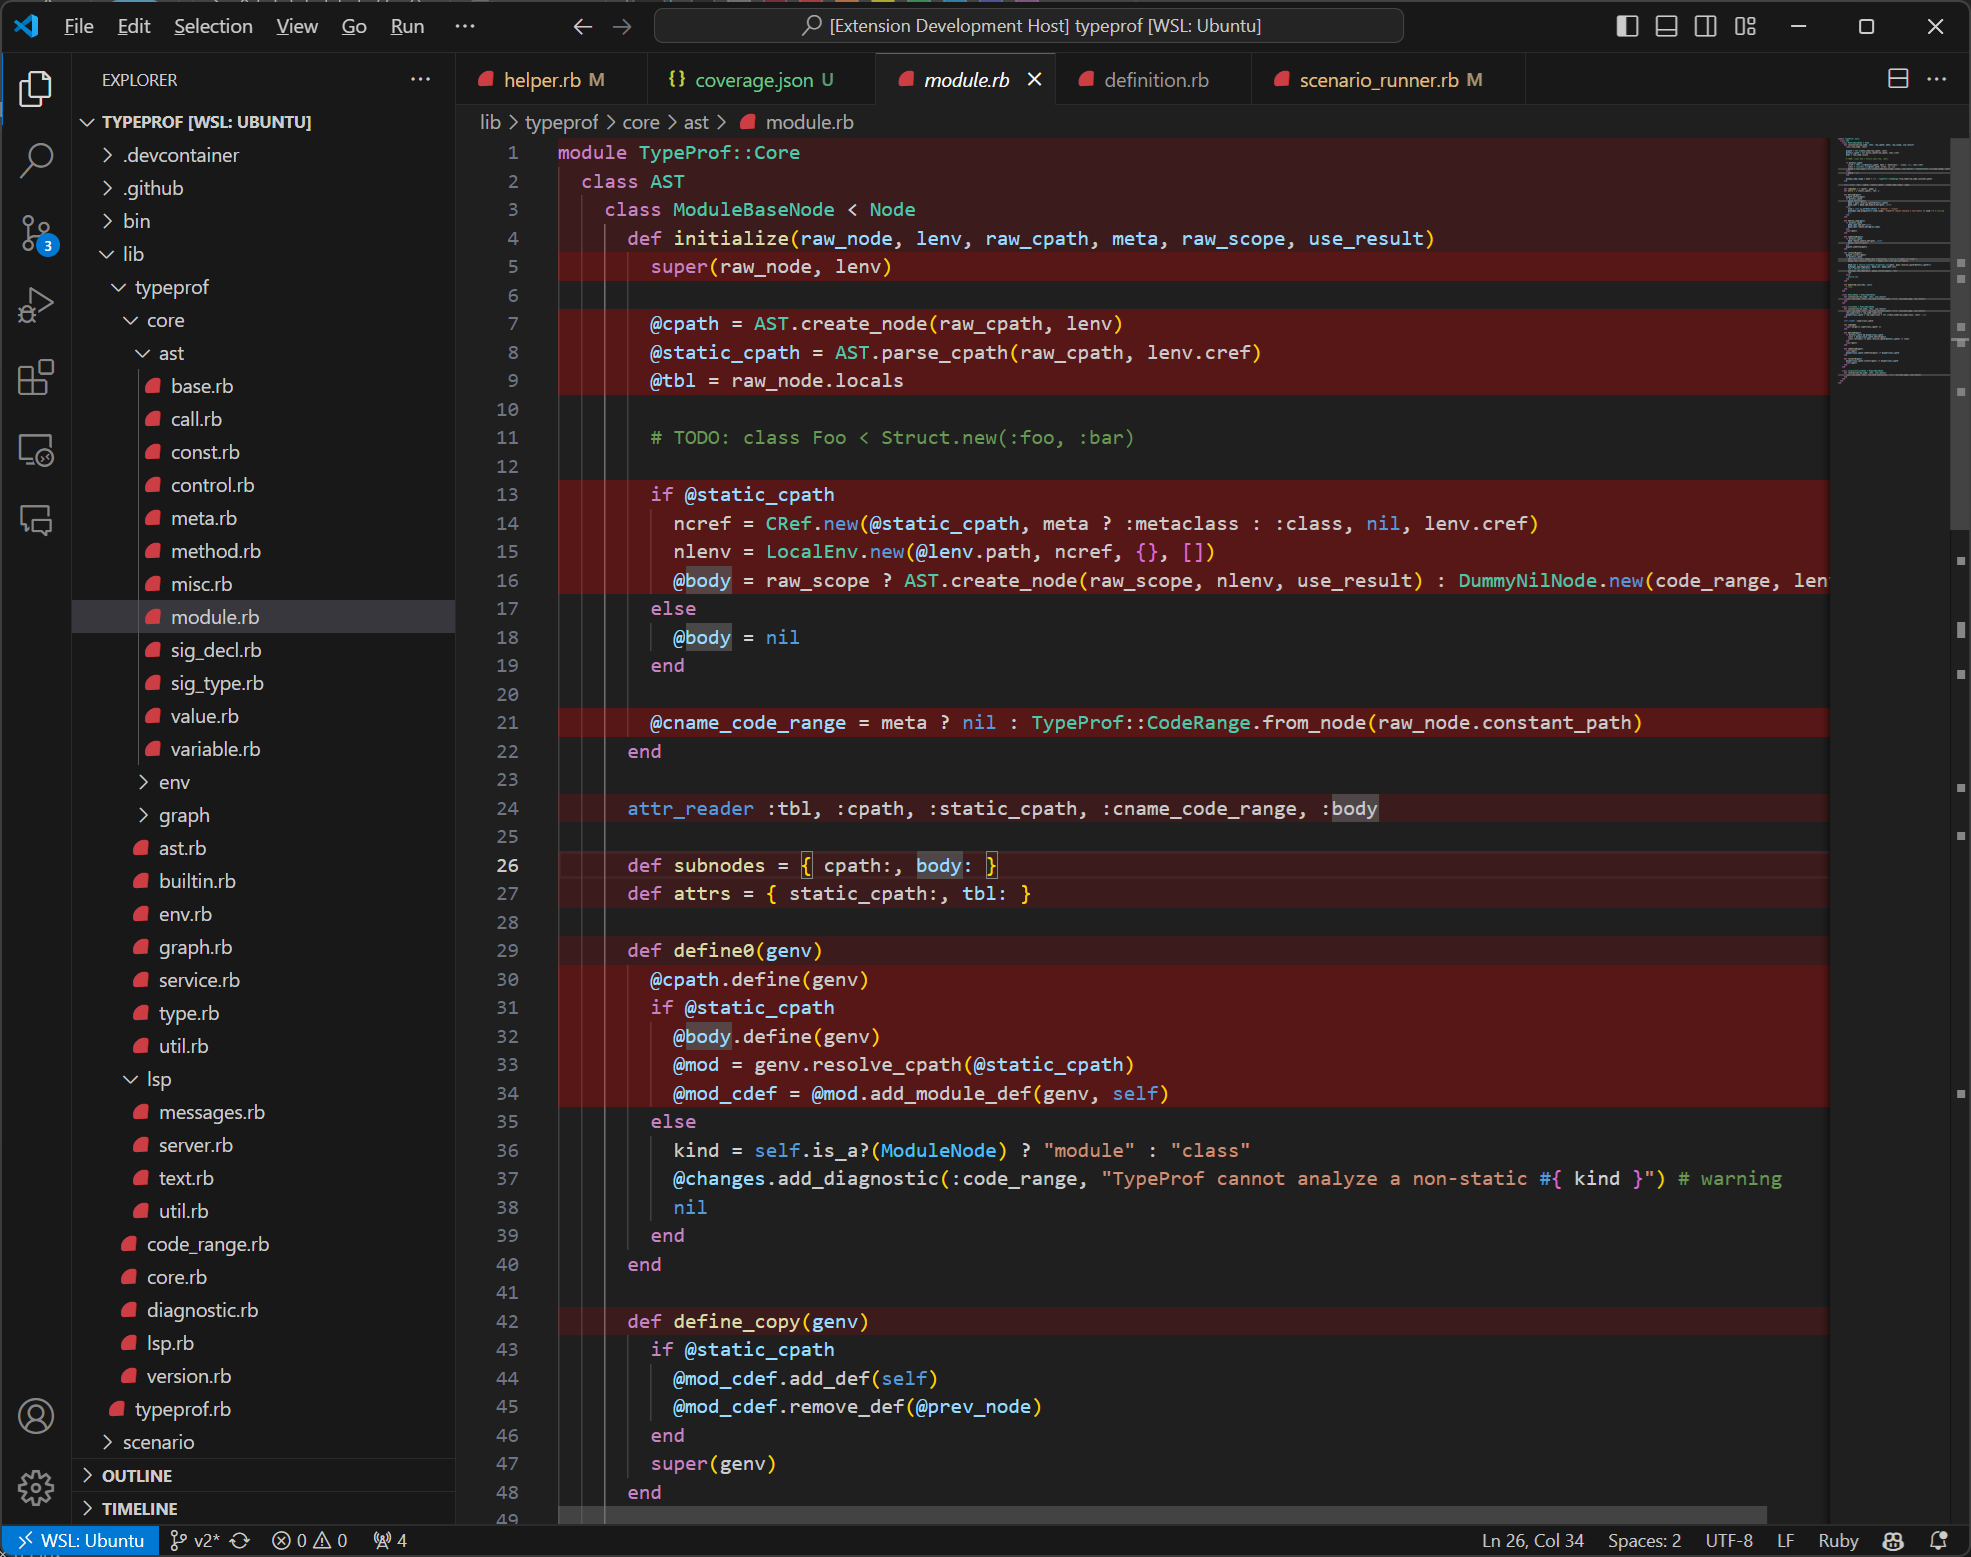 File Edit Selection View Go Run ··· [Extension Development Host] typeprof [WSL: Ubuntu]
EXPLORER ···
TYPEPROF [WSL: UBUNTU]
.devcontainer
.github
bin
lib
typeprof
core
ast
base.rb
call.rb
const.rb
control.rb
meta.rb
method.rb
misc.rb
module.rb
sig_decl.rb
sig_type.rb
value.rb
variable.rb
env
graph
ast.rb
builtin.rb
env.rb
graph.rb
service.rb
type.rb
util.rb
lsp
messages.rb
server.rb
text.rb
util.rb
code_range.rb
core.rb
diagnostic.rb
lsp.rb
version.rb
typeprof.rb
scenario
OUTLINE
TIMELINE
3
helper.rb M {} coverage.json U module.rb definition.rb scenario_runner.rb M ···
lib > typeprof > core > ast > module.rb
1 module TypeProf::Core
2 class AST
3 class ModuleBaseNode < Node
4 def initialize(raw_node, lenv, raw_cpath, meta, raw_scope, use_result)
5 super(raw_node, lenv)
6
7 @cpath = AST.create_node(raw_cpath, lenv)
8 @static_cpath = AST.parse_cpath(raw_cpath, lenv.cref)
9 @tbl = raw_node.locals
10
11 # TODO: class Foo < Struct.new(:foo, :bar)
12
13 if @static_cpath
14 ncref = CRef.new(@static_cpath, meta ? :metaclass : :class, nil, lenv.cref)
15 nlenv = LocalEnv.new(@lenv.path, ncref, {}, [])
16 @body = raw_scope ? AST.create_node(raw_scope, nlenv, use_result) : DummyNilNode.new(code_range, len
17 else
18 @body = nil
19 end
20
21 @cname_code_range = meta ? nil : TypeProf::CodeRange.from_node(raw_node.constant_path)
22 end
23
24 attr_reader :tbl, :cpath, :static_cpath, :cname_code_range, :body
25
26 def subnodes = { cpath:, body: }
27 def attrs = { static_cpath:, tbl: }
28
29 def define0(genv)
30 @cpath.define(genv)
31 if @static_cpath
32 @body.define(genv)
33 @mod = genv.resolve_cpath(@static_cpath)
34 @mod_cdef = @mod.add_module_def(genv, self)
35 else
36 kind = self.is_a?(ModuleNode) ? "module" : "class"
37 @changes.add_diagnostic(:code_range, "TypeProf cannot analyze a non-static #{ kind }") # warning
38 nil
39 end
40 end
41
42 def define_copy(genv)
43 if @static_cpath
44 @mod_cdef.add_def(self)
45 @mod_cdef.remove_def(@prev_node)
46 end
47 super(genv)
48 end
49
WSL: Ubuntu v2* 0 0 4 Ln 26, Col 34 Spaces: 2 UTF-8 LF Ruby